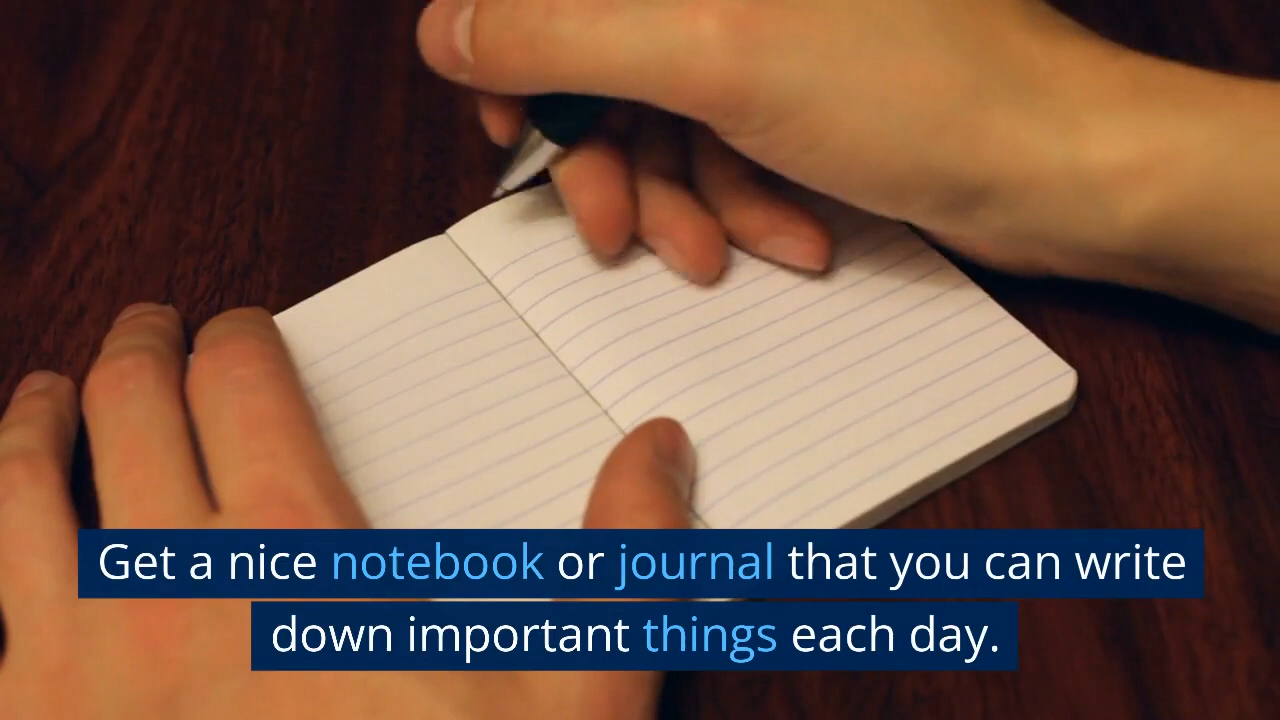 Get a nice notebook or journal that you can write
down important things each day.